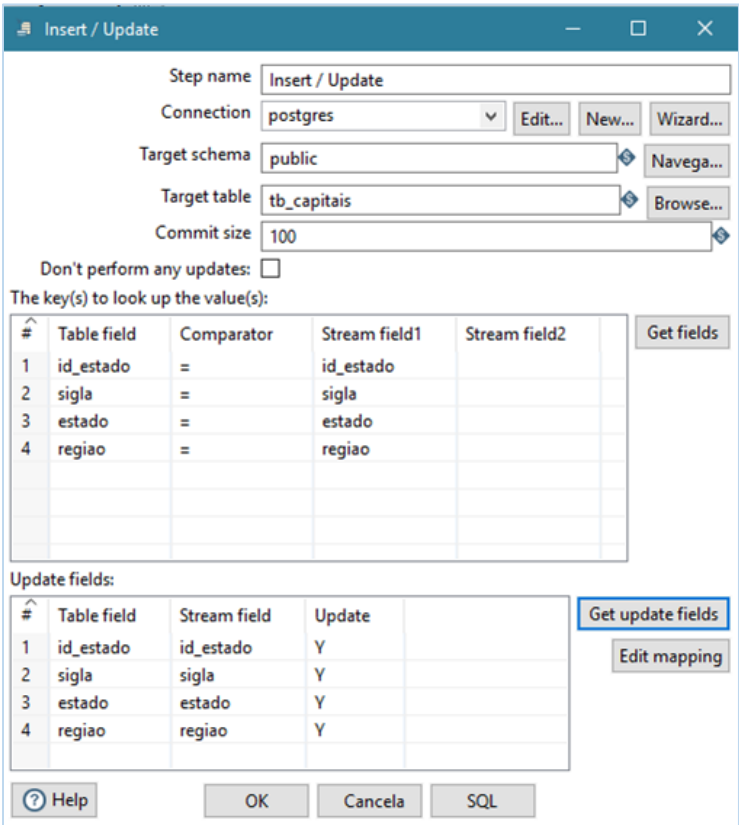 Insert / Update
Step name Insert / Update
Connection postgres Edit... New... Wizard...
Target schema public Navega...
Target table tb_capitais Browse...
Commit size 100
Don't perform any updates:
The key(s) to look up the value(s):
# Table field Comparator Stream field1 Stream field2 Get fields
1 id_estado = id_estado
2 sigla = sigla
3 estado = estado
4 regiao = regiao
Update fields:
# Table field Stream field Update Get update fields
1 id_estado id_estado Y
Edit mapping
2 sigla sigla Y
3 estado estado Y
4 regiao regiao Y
Help OK Cancela SQL